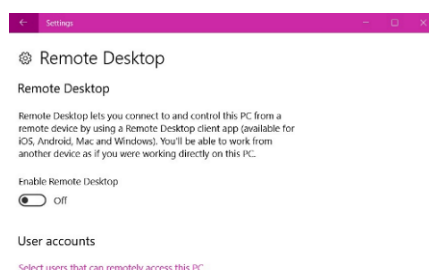 Settings
Remote Desktop
Remote Desktop
Remote Desktop lets you connect to and control this PC from a
remote device by using a Remote Desktop client app (available for
iOS, Android, Mac and Windows). You'll be able to work from
another device as if you were working directly on this PC.
Enable Remote Desktop
Off
User accounts
Select users that can remotely access this PC